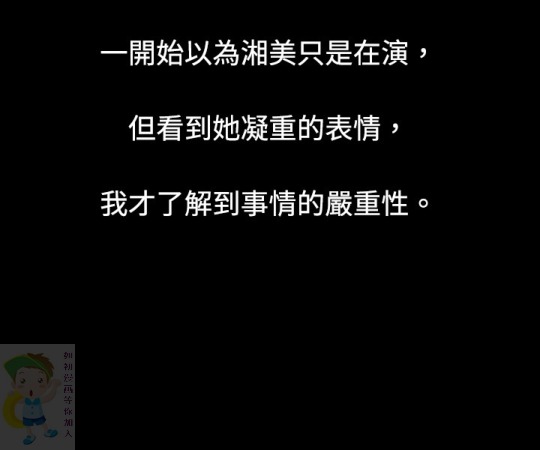 一開始以為湘美只是在演，
但看到她凝重的表情，
我才了解到事情的嚴重性。